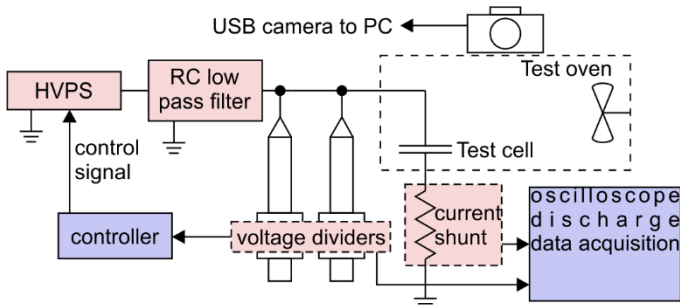 USB camera to PC
Test oven
HVPS
RC low
pass filter
control
signal
Test cell
controller
voltage dividers
current
shunt
oscilloscope
discharge
data acquisition